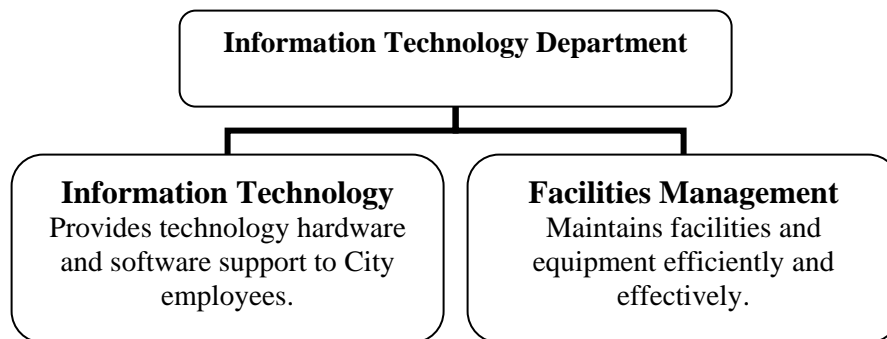 Information Technology Department
Information Technology
Provides technology hardware
and software support to City
employees.
Facilities Management
Maintains facilities and
equipment efficiently and
effectively.